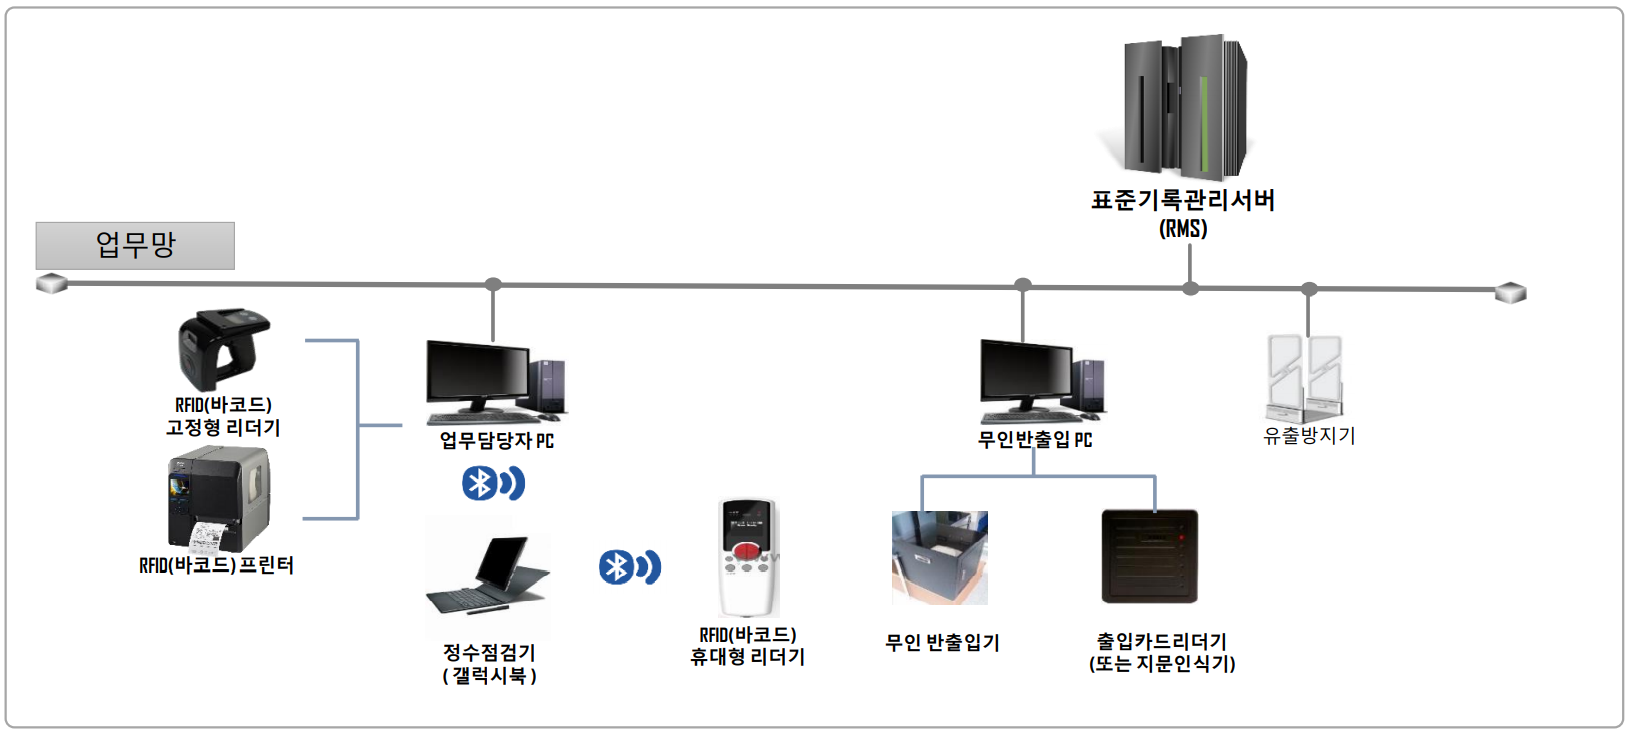 표준기록관리서버
(RMS)
업무망
RFID(바코드)
고정형 리더기
업무담당자 PC
무인반출입 PC
유출방지기
RFID(바코드) 프린터
RFID(바코드)
휴대형 리더기
무인 반출입기
출입카드리더기
(또는 지문인식기)
정수점검기
( 갤럭시북 )